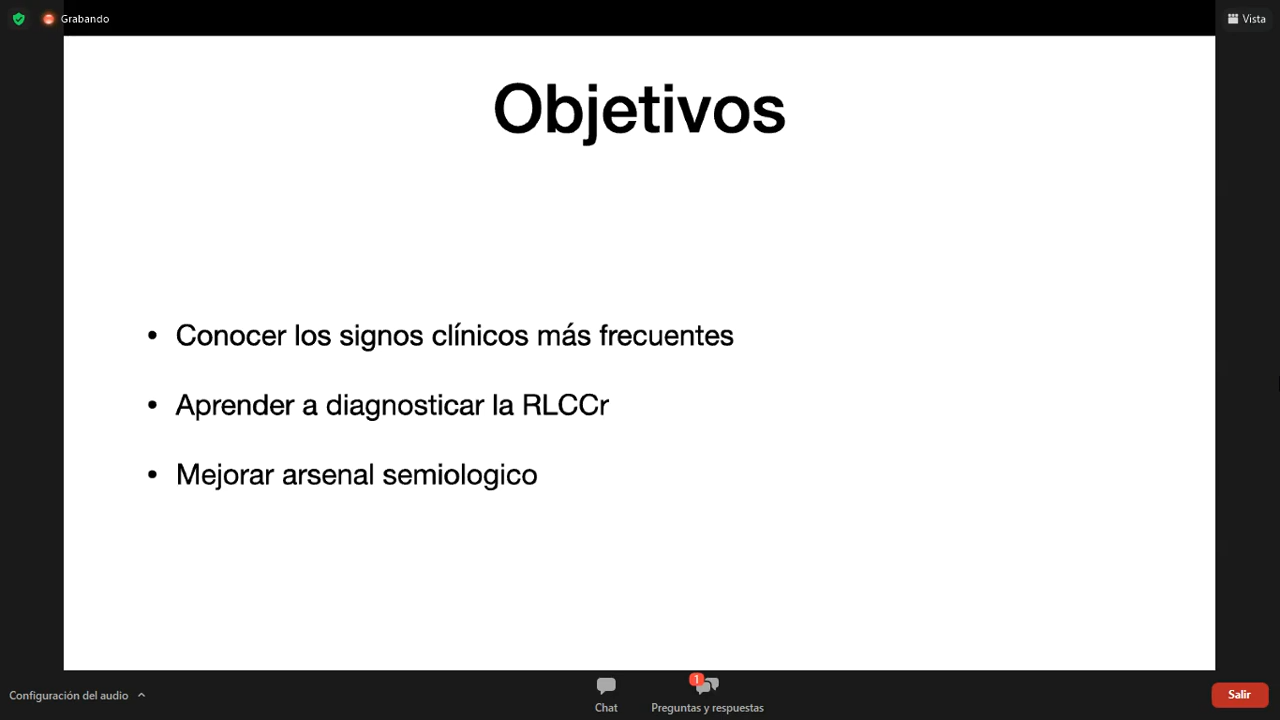 Grabando
Vista
Objetivos
• Conocer los signos clínicos más frecuentes
• Aprender a diagnosticar la RLCCr
• Mejorar arsenal semiologico
Configuración del audio
Chat
1
Preguntas y respuestas
Salir